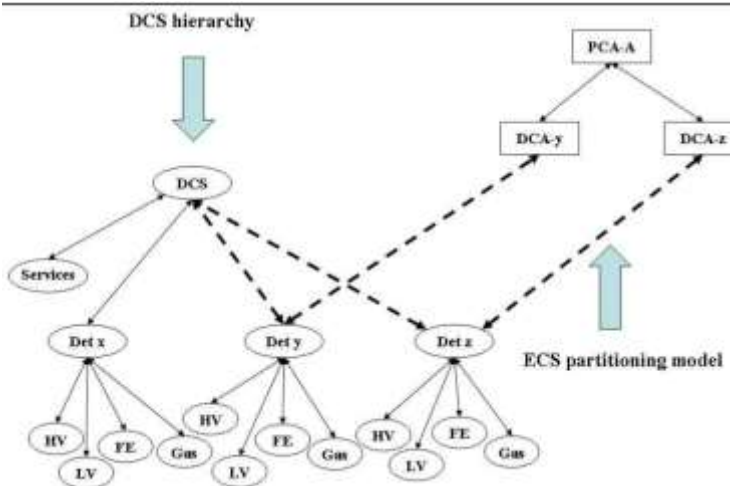 DCS hierarchy
PCA-A
DCA-y
DCA-z
DCS
Services
Det x
Det y
Det z
ECS partitioning model
HV
LV
FE
Gas
HV
LV
FE
Gas
HV
LV
FE
Gas